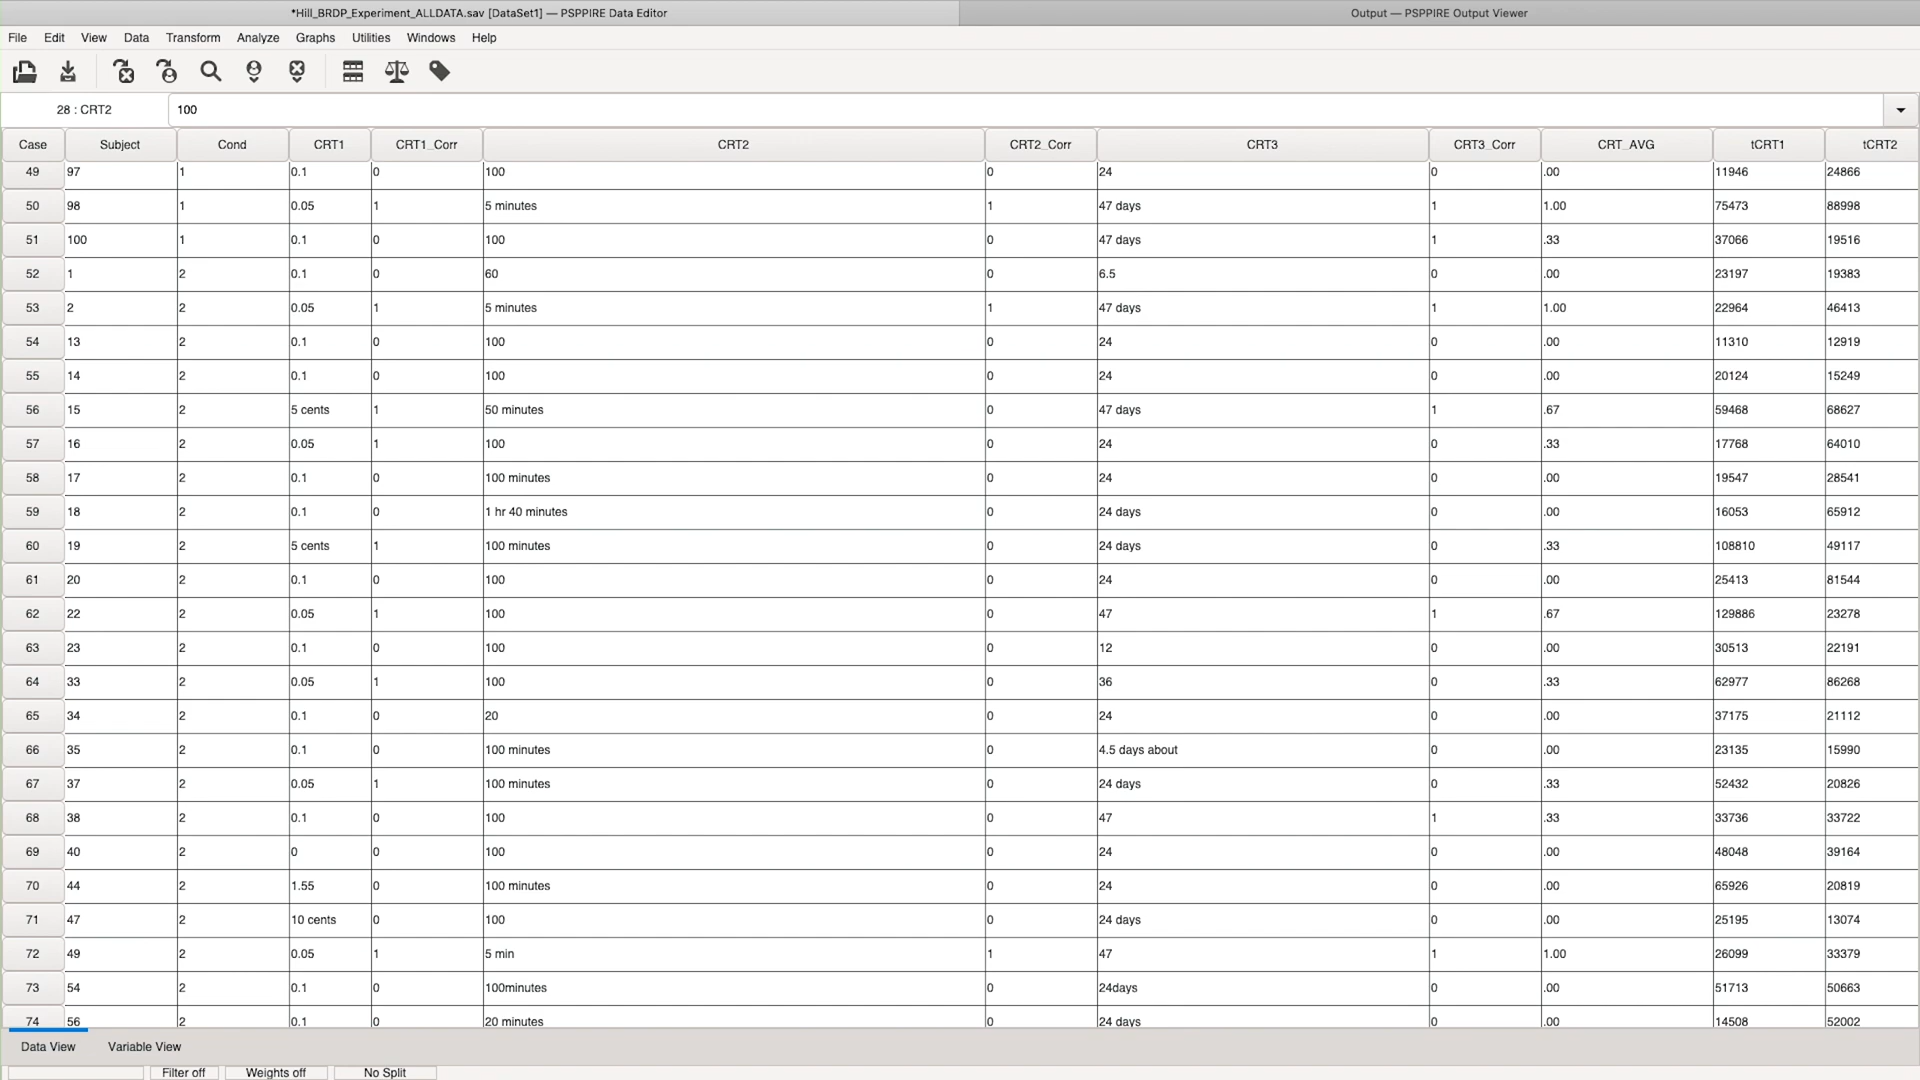 *Hill_BRDP_Experiment_ALLDATA.sav [DataSet1] — PSPPIRE Data Editor Output — PSPPIRE Output Viewer
File Edit View Data Transform Analyze Graphs Utilities Windows Help
28 : CRT2 100
Case Subject Cond CRT1 CRT1_Corr CRT2 CRT2_Corr CRT3 CRT3_Corr CRT_AVG tCRT1 tCRT2
49 97 1 0.1 0 100 0 24 0 .00 11946 24866
50 98 1 0.05 1 5 minutes 1 47 days 1 1.00 75473 88998
51 100 1 0.1 0 100 0 47 days 1 .33 37066 19516
52 1 2 0.1 0 60 0 6.5 0 .00 23197 19383
53 2 2 0.05 1 5 minutes 1 47 days 1 1.00 22964 46413
54 13 2 0.1 0 100 0 24 0 .00 11310 12919
55 14 2 0.1 0 100 0 24 0 .00 20124 15249
56 15 2 5 cents 1 50 minutes 0 47 days 1 .67 59468 68627
57 16 2 0.05 1 100 0 24 0 .33 17768 64010
58 17 2 0.1 0 100 minutes 0 24 0 .00 19547 28541
59 18 2 0.1 0 1 hr 40 minutes 0 24 days 0 .00 16053 65912
60 19 2 5 cents 1 100 minutes 0 24 days 0 .33 108810 49117
61 20 2 0.1 0 100 0 24 0 .00 25413 81544
62 22 2 0.05 1 100 0 47 1 .67 129886 23278
63 23 2 0.1 0 100 0 12 0 .00 30513 22191
64 33 2 0.05 1 100 0 36 0 .33 62977 86268
65 34 2 0.1 0 20 0 24 0 .00 37175 21112
66 35 2 0.1 0 100 minutes 0 4.5 days about 0 .00 23135 15990
67 37 2 0.05 1 100 minutes 0 24 days 0 .33 52432 20826
68 38 2 0.1 0 100 0 47 1 .33 33736 33722
69 40 2 0 0 100 0 24 0 .00 48048 39164
70 44 2 1.55 0 100 minutes 0 24 0 .00 65926 20819
71 47 2 10 cents 0 100 0 24 days 0 .00 25195 13074
72 49 2 0.05 1 5 min 1 47 1 1.00 26099 33379
73 54 2 0.1 0 100minutes 0 24days 0 .00 51713 50663
74 56 2 0.1 0 20 minutes 0 24 days 0 .00 14508 52002
Data View Variable View
Filter off Weights off No Split